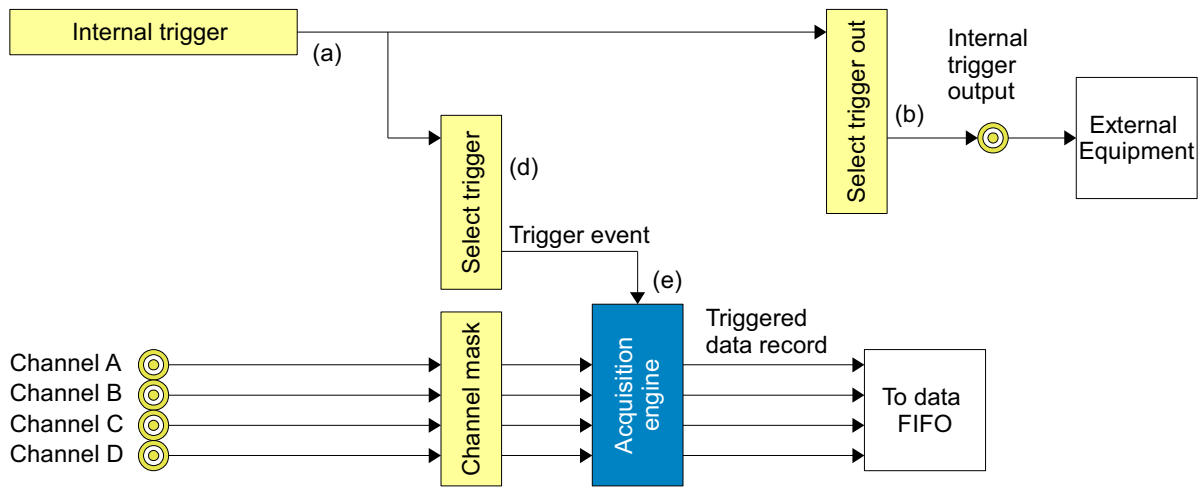 Internal trigger
(a)
Select trigger out
(b)
Internal
trigger
output
External
Equipment
Select trigger
(d)
Trigger event
(e)
Channel A
Channel B
Channel C
Channel D
Channel mask
Acquisition
engine
Triggered
data record
To data
FIFO